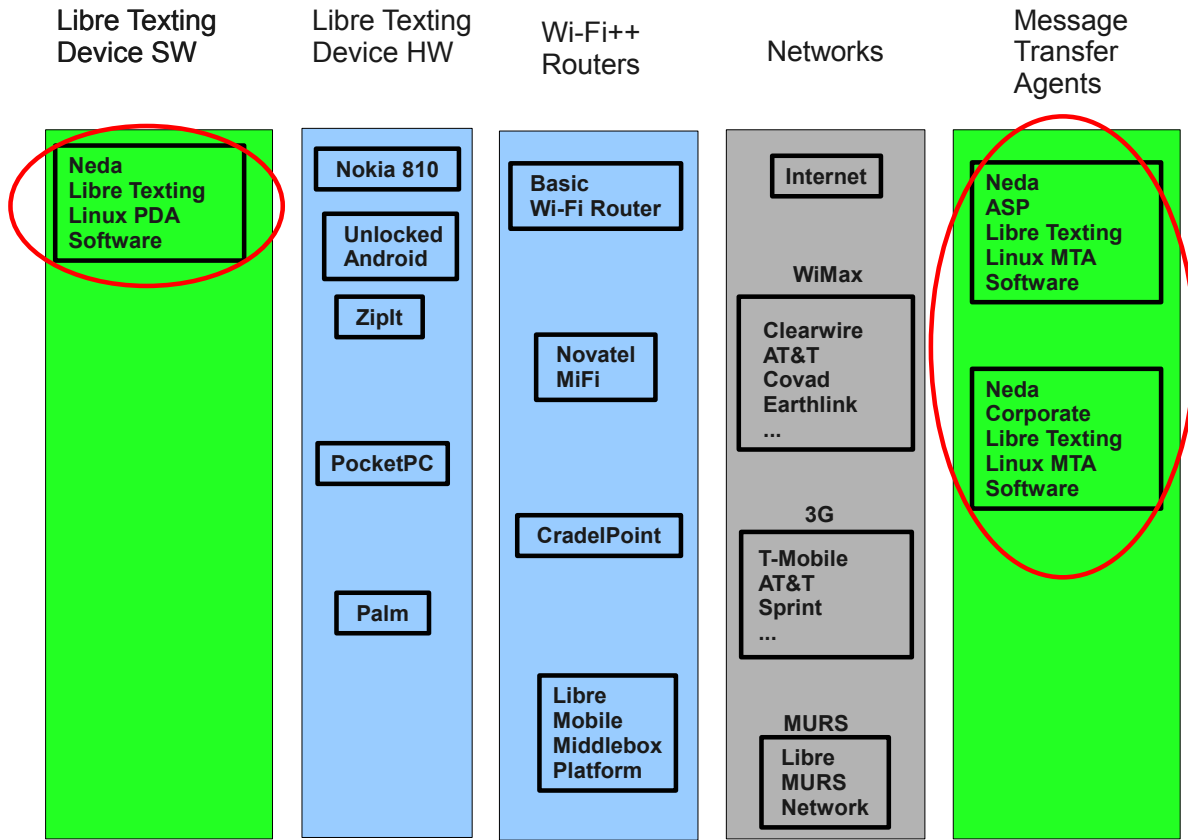 Libre Texting
Device SW
Libre Texting
Device HW
Wi-Fi++
Routers
Networks
Message
Transfer
Agents
Neda
Libre Texting
Linux PDA
Software
Nokia 810
Unlocked
Android
ZipIt
PocketPC
Palm
Basic
Wi-Fi Router
Novatel
MiFi
CradelPoint
Libre
Mobile
Middlebox
Platform
Internet
WiMax
Clearwire
AT&T
Covad
Earthlink
...
3G
T-Mobile
AT&T
Sprint
...
MURS
Libre
MURS
Network
Neda
ASP
Libre Texting
Linux MTA
Software
Neda
Corporate
Libre Texting
Linux MTA
Software